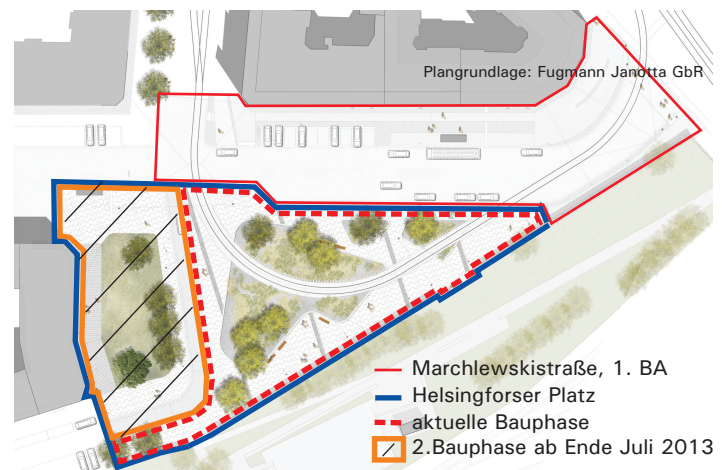 Plangrundlage: Fugmann Janotta GbR
Marchlewskistraße, 1. BA
Helsingforser Platz
aktuelle Bauphase
2.Bauphase ab Ende Juli 2013